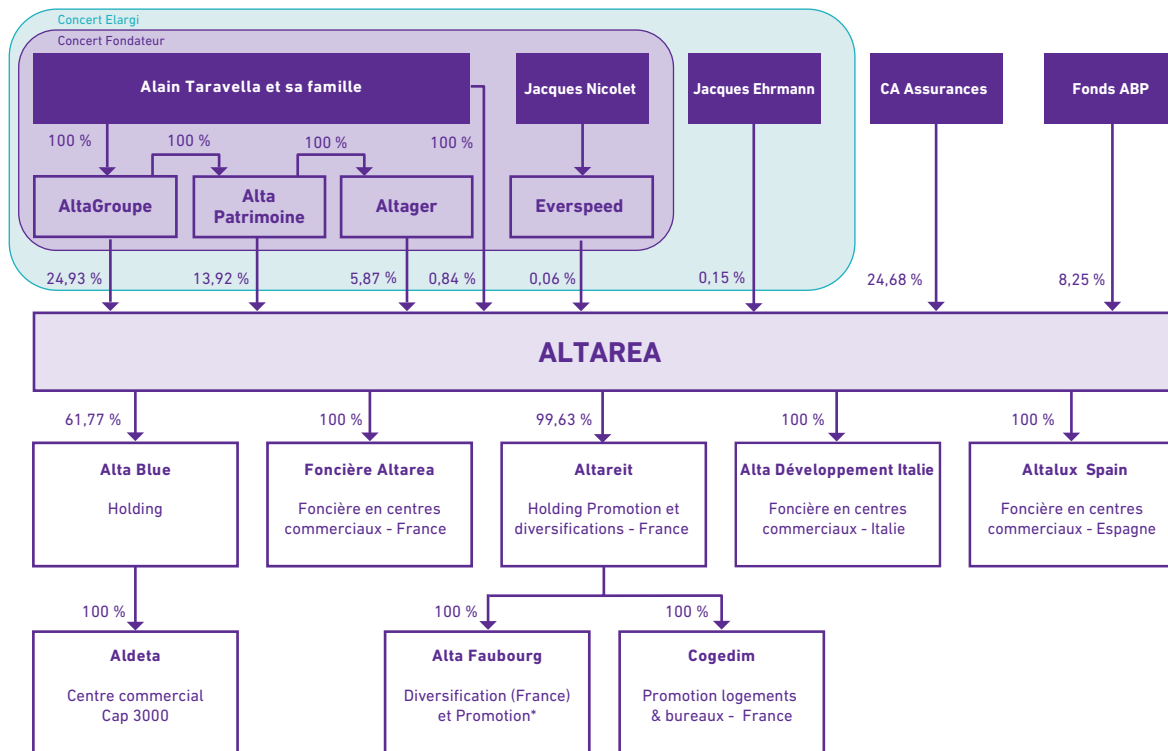 Concert Elargi
Concert Fondateur
Alain Taravella et sa famille
Jacques Nicolet
Jacques Ehrmann
CA Assurances
Fonds ABP
100 %
100 %
100 %
100 %
AltaGroupe
Alta
Patrimoine
Altager
Everspeed
24,93 %
13,92 %
5,87 %
0,84 %
0,06 %
0,15 %
24,68 %
8,25 %
ALTAREA
61,77 %
100 %
99,63 %
100 %
100 %
Alta Blue
Holding
Foncière Altarea
Foncière en centres
commerciaux - France
Altareit
Holding Promotion et
diversifications - France
Alta Développement Italie
Foncière en centres
commerciaux - Italie
Altalux Spain
Foncière en centres
commerciaux - Espagne
100 %
100 %
100 %
Aldeta
Centre commercial
Cap 3000
Alta Faubourg
Diversification (France)
et Promotion*
Cogedim
Promotion logements
& bureaux - France